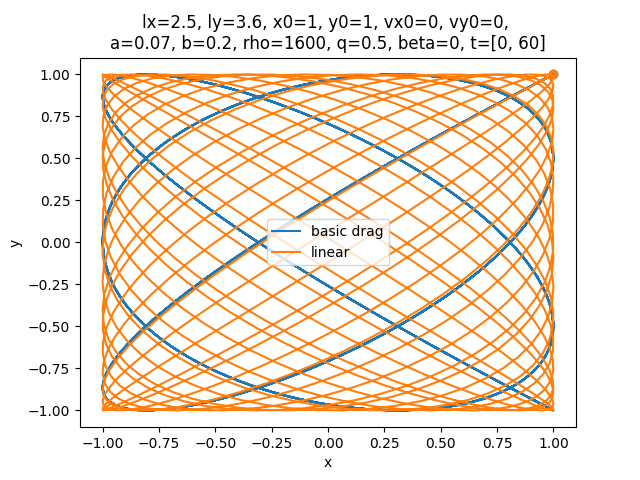 lx=2.5, ly=3.6, x0=1, y0=1, vx0=0, vy0=0,
a=0.07, b=0.2, rho=1600, q=0.5, beta=0, t=[0, 60]
1.00
0.75
0.50
0.25
0.00
−0.25
−0.50
−0.75
−1.00
y
basic drag
linear
−1.00 −0.75 −0.50 −0.25 0.00 0.25 0.50 0.75 1.00
x